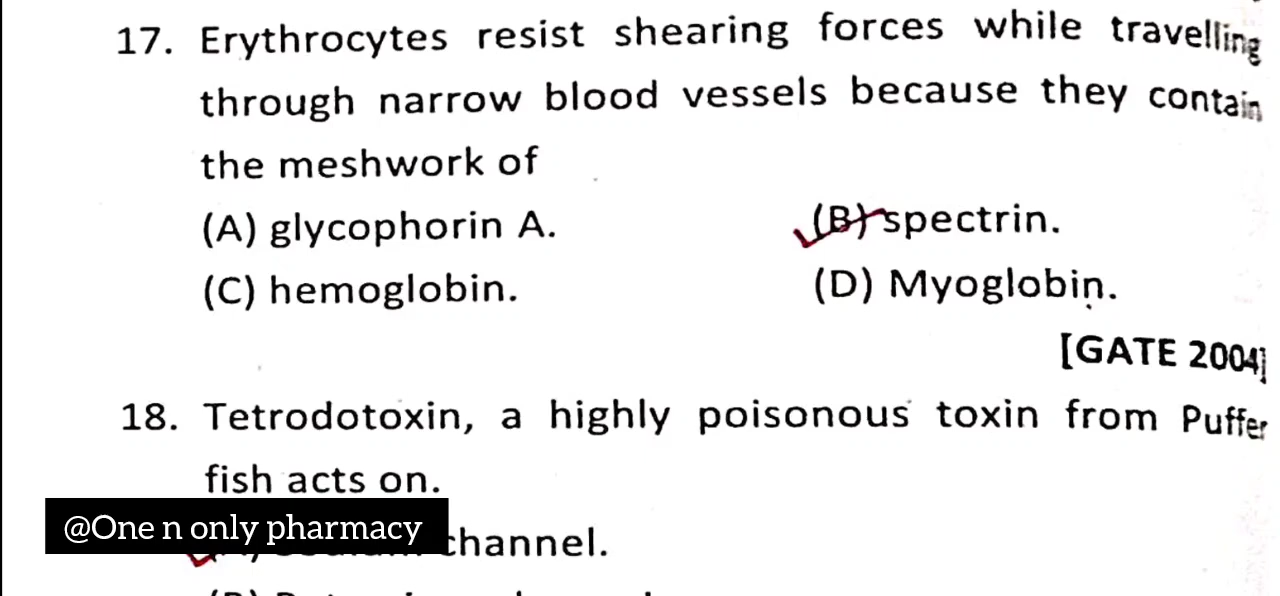 17. Erythrocytes resist shearing forces while travelling
through narrow blood vessels because they contain
the meshwork of
(A) glycophorin A.
(B) spectrin.
(C) hemoglobin.
(D) Myoglobin.
[GATE 2004]
18. Tetrodotoxin, a highly poisonous toxin from Puffer
fish acts on.
@One n only pharmacy
channel.